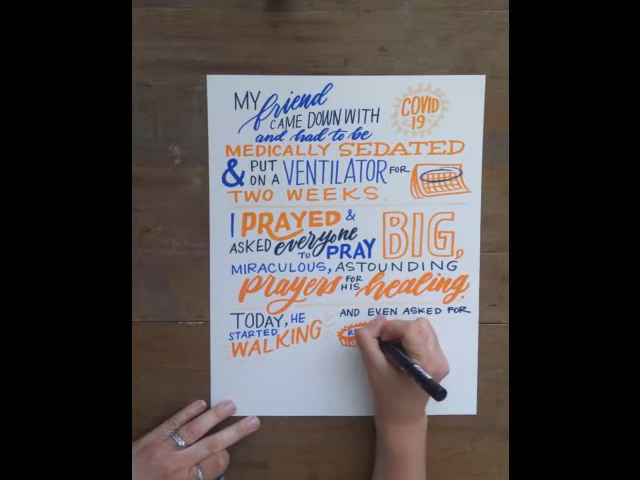 MY friend
CAME DOWN WITH
COVID
19
and had to be
MEDICALLY SEDATED
& PUT
ON A VENTILATOR FOR
TWO WEEKS.
I PRAYED &
ASKED everyone
TO PRAY
BIG,
MIRACULOUS, ASTOUNDING
prayers FOR
HIS healing.
TODAY, HE
STARTED
WALKING
AND EVEN ASKED FOR